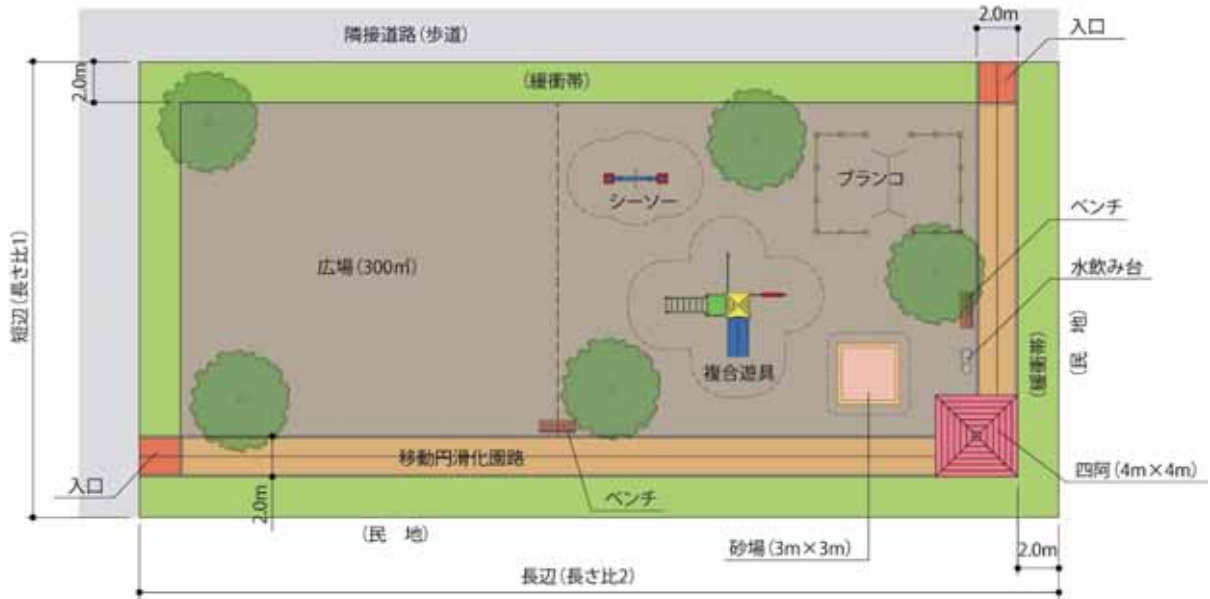 2.0m
入口
隣接道路（歩道）
2.0m
（緩衝帯）
ブランコ
シーソー
ベンチ
広場（300㎡）
水飲み台
短辺（長さ比1）
（民　地）
（緩衝帯）
複合遊具
移動円滑化園路
四阿（4m×4m）
入口
2.0m
ベンチ
（民　地）
砂場（3m×3m）
2.0m
長辺（長さ比2）